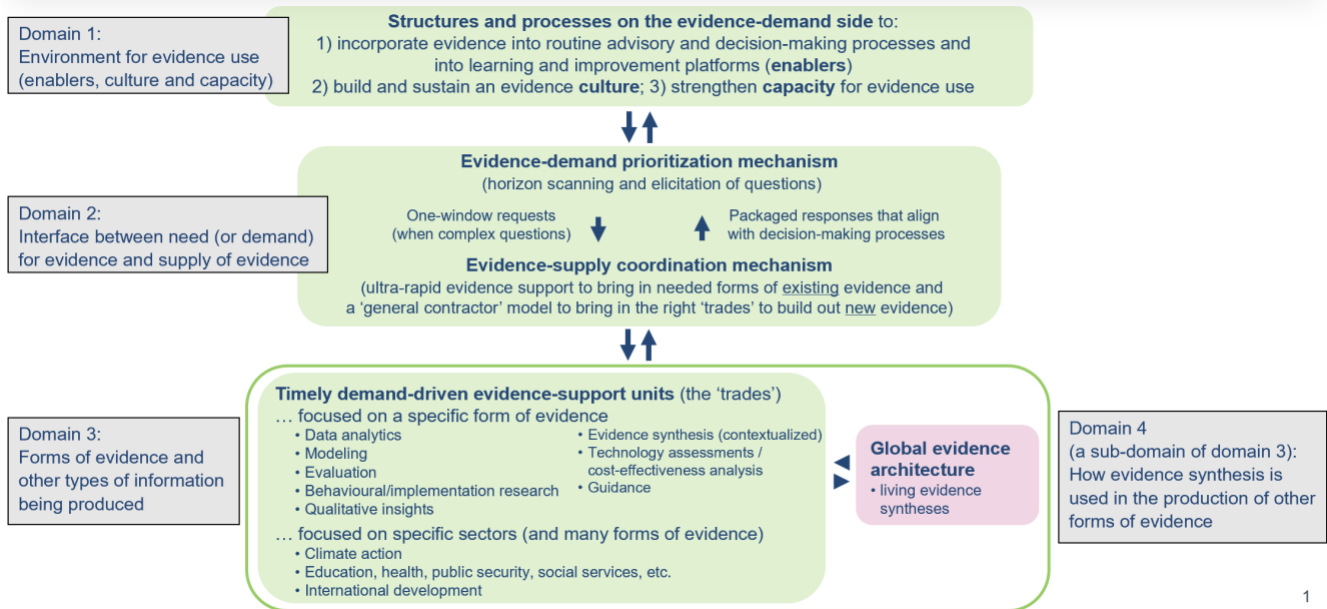 Domain 1:
Environment for evidence use
(enablers, culture and capacity)
Structures and processes on the evidence-demand side to:
1) incorporate evidence into routine advisory and decision-making processes and
into learning and improvement platforms (enablers)
2) build and sustain an evidence culture; 3) strengthen capacity for evidence use
Domain 2:
Interface between need (or demand)
for evidence and supply of evidence
Evidence-demand prioritization mechanism
(horizon scanning and elicitation of questions)
One-window requests
(when complex questions)
Packaged responses that align
with decision-making processes
Evidence-supply coordination mechanism
(ultra-rapid evidence support to bring in needed forms of existing evidence and
a ‘general contractor’ model to bring in the right ‘trades’ to build out new evidence)
Domain 3:
Forms of evidence and
other types of information
being produced
Timely demand-driven evidence-support units (the ‘trades’)
… focused on a specific form of evidence
• Data analytics
• Modeling
• Evaluation
• Behavioural/implementation research
• Qualitative insights
• Evidence synthesis (contextualized)
• Technology assessments /
cost-effectiveness analysis
• Guidance
… focused on specific sectors (and many forms of evidence)
• Climate action
• Education, health, public security, social services, etc.
• International development
Global evidence
architecture
• living evidence
syntheses
Domain 4
(a sub-domain of domain 3):
How evidence synthesis is
used in the production of other
forms of evidence
1